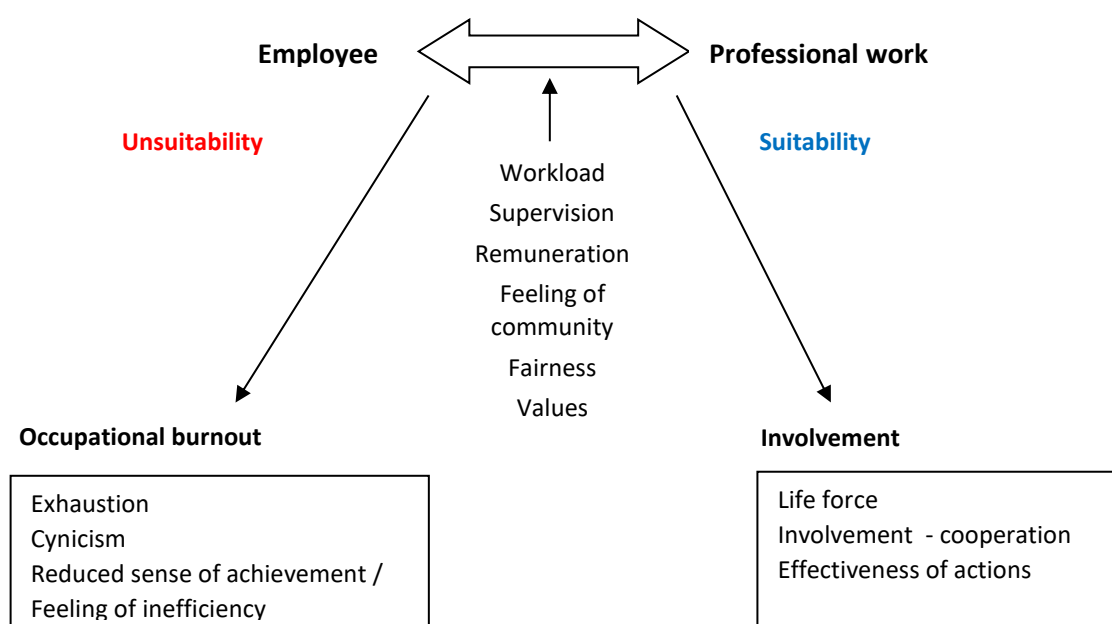 Employee
Professional work
Unsuitability
Suitability
Workload
Supervision
Remuneration
Feeling of
community
Fairness
Values
Occupational burnout
Involvement
Exhaustion
Cynicism
Reduced sense of achievement /
Feeling of inefficiency
Life force
Involvement - cooperation
Effectiveness of actions